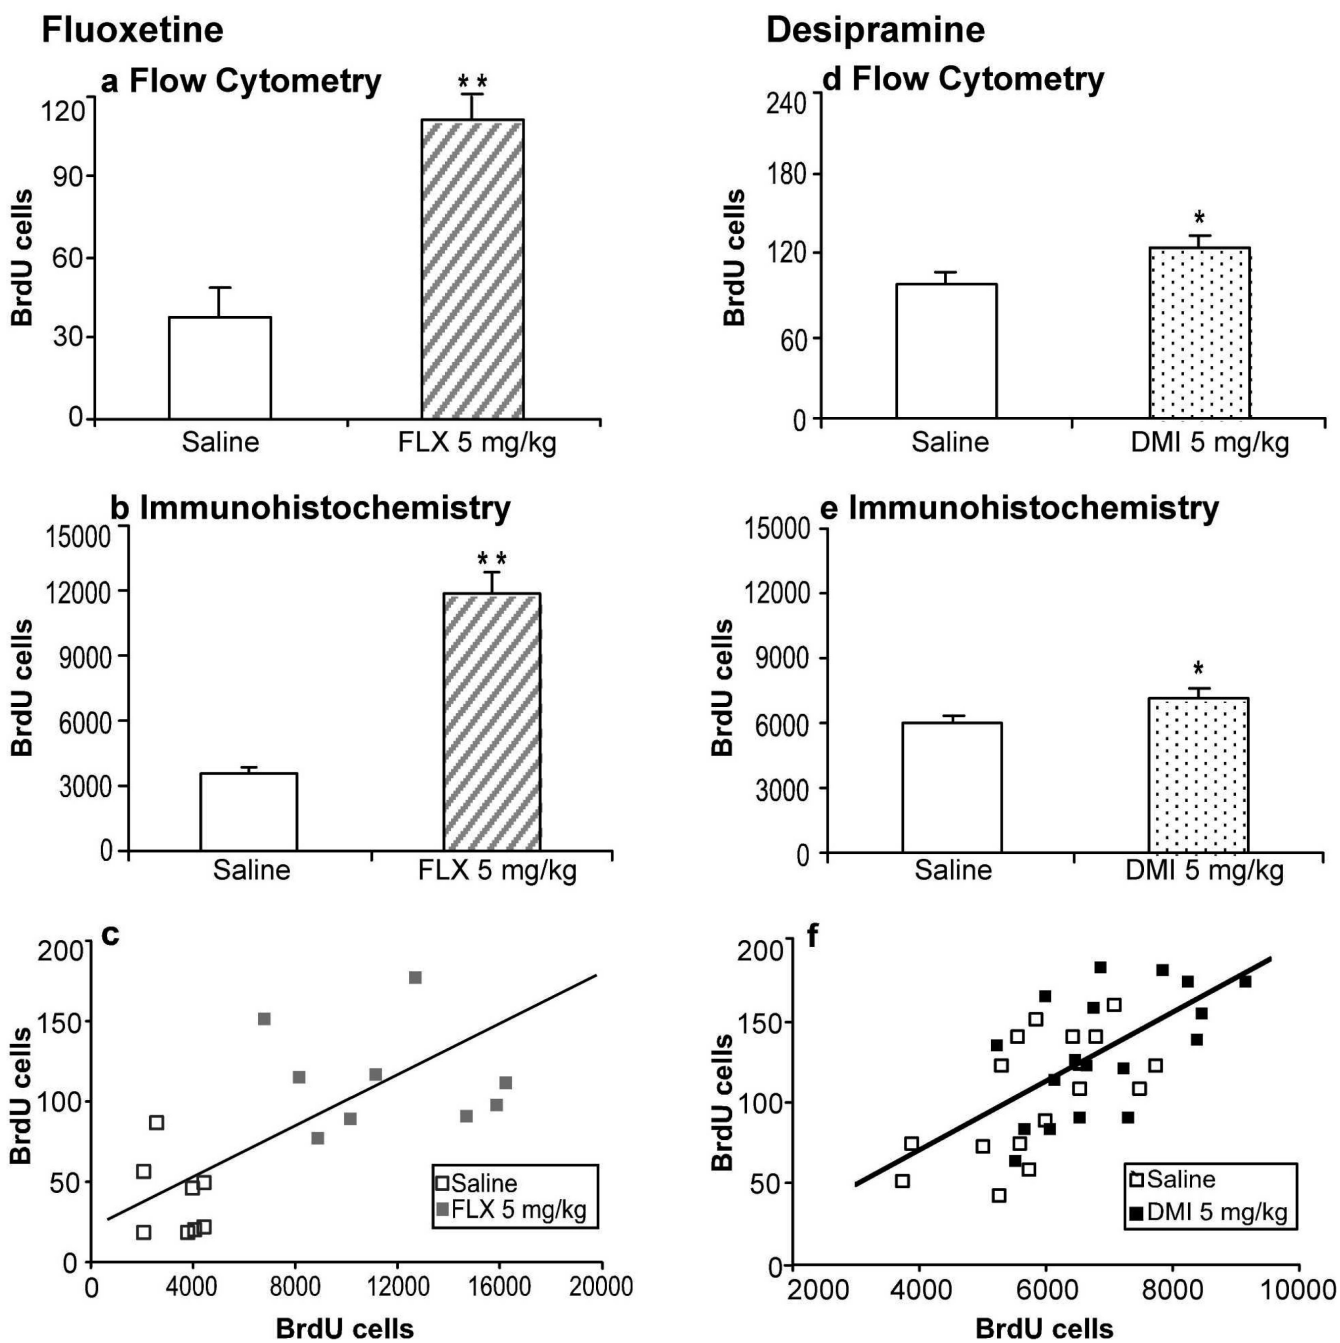 Fluoxetine
a Flow Cytometry
**
120
90
60
30
0
BrdU cells
Saline
FLX 5 mg/kg
b Immunohistochemistry
**
15000
12000
9000
6000
3000
0
BrdU cells
Saline
FLX 5 mg/kg
c
200
150
100
50
0
BrdU cells
Saline
FLX 5 mg/kg
0 4000 8000 12000 16000 20000
BrdU cells
Desipramine
d Flow Cytometry
*
240
180
120
60
0
BrdU cells
Saline
DMI 5 mg/kg
e Immunohistochemistry
*
15000
12000
9000
6000
3000
0
BrdU cells
Saline
DMI 5 mg/kg
f
200
150
100
50
0
BrdU cells
Saline
DMI 5 mg/kg
2000 4000 6000 8000 10000
BrdU cells